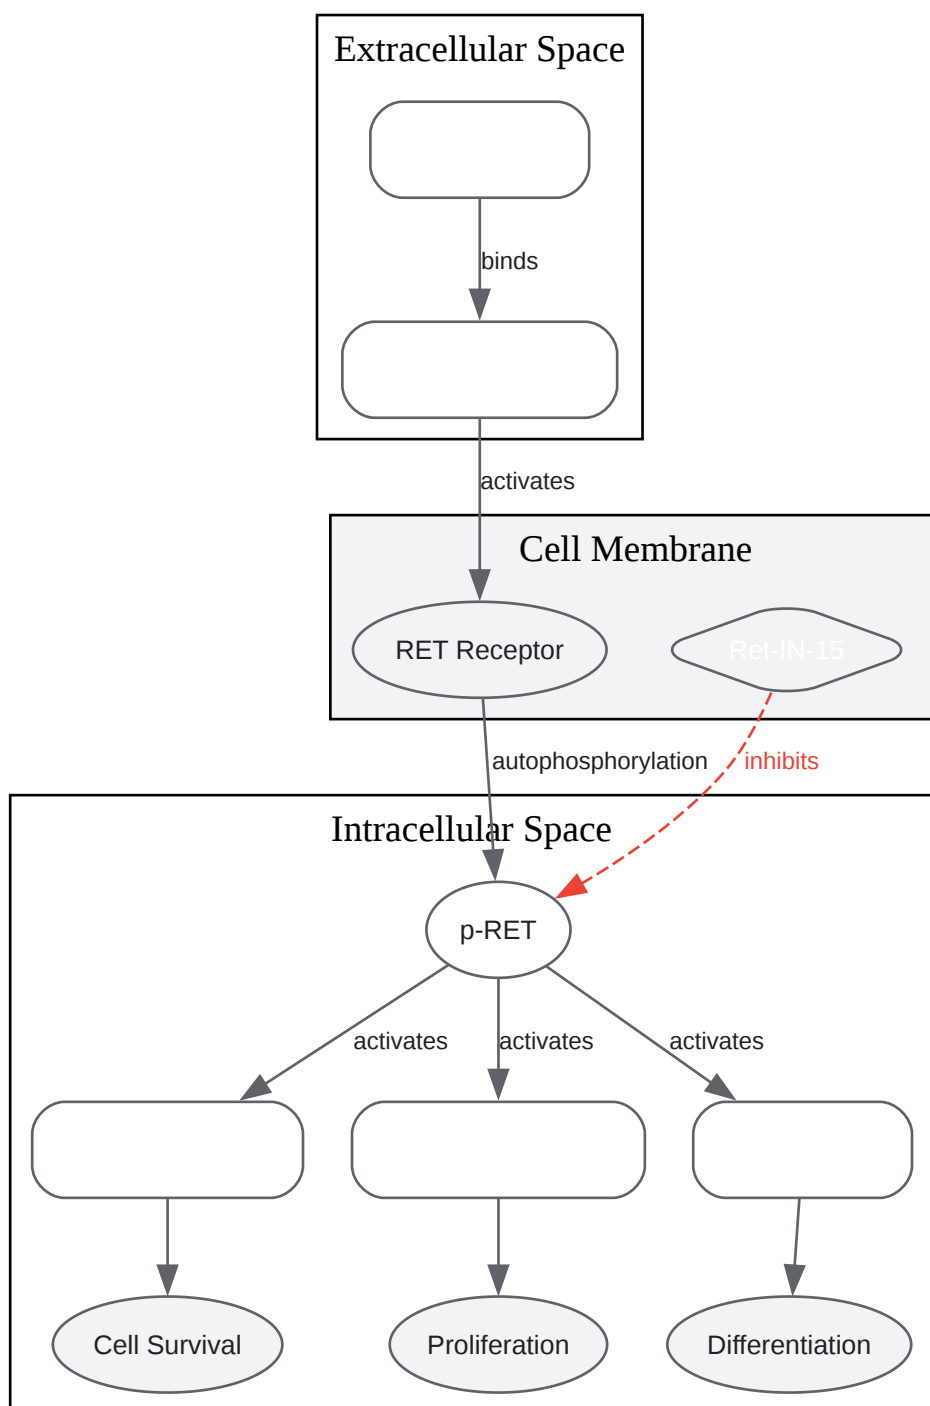 Extracellular Space
binds
activates
Cell Membrane
RET Receptor
Ret-IN-15
autophosphorylation
inhibits
Intracellular Space
p-RET
activates
activates
activates
Cell Survival
Proliferation
Differentiation